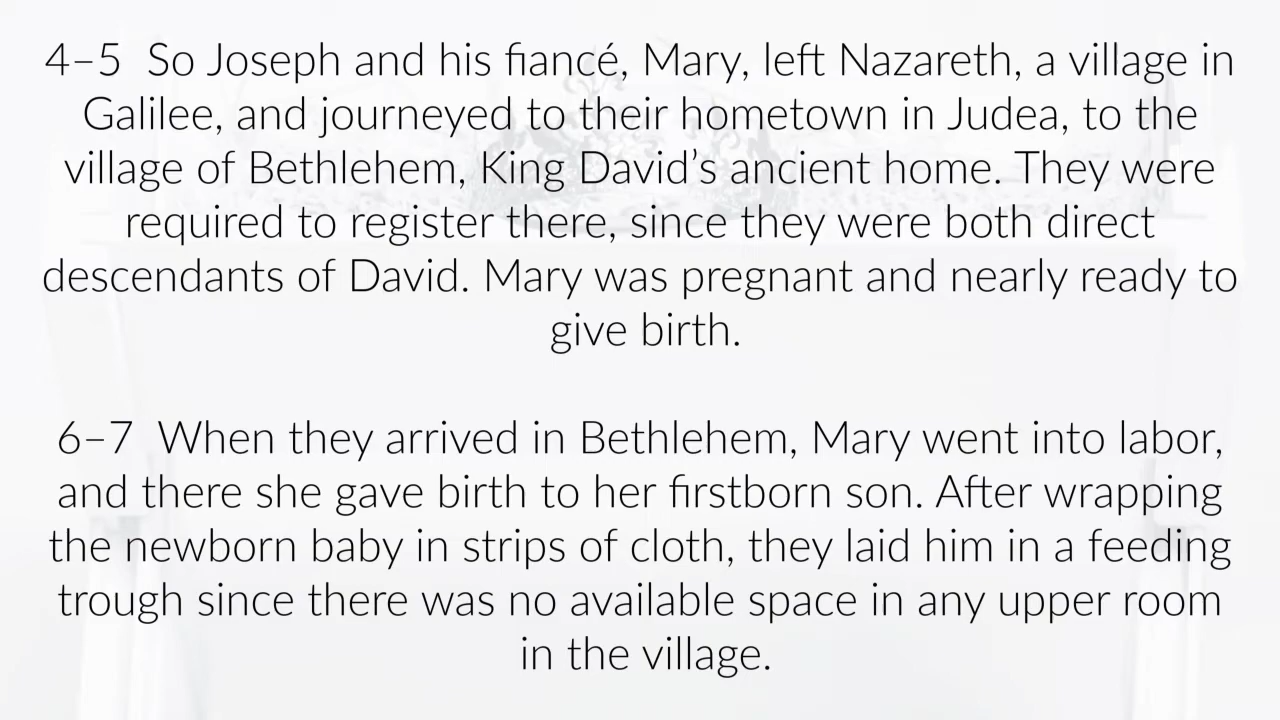 4–5  So Joseph and his fiancé, Mary, left Nazareth, a village in
Galilee, and journeyed to their hometown in Judea, to the
village of Bethlehem, King David’s ancient home. They were
required to register there, since they were both direct
descendants of David. Mary was pregnant and nearly ready to
give birth.
6–7  When they arrived in Bethlehem, Mary went into labor,
and there she gave birth to her firstborn son. After wrapping
the newborn baby in strips of cloth, they laid him in a feeding
trough since there was no available space in any upper room
in the village.